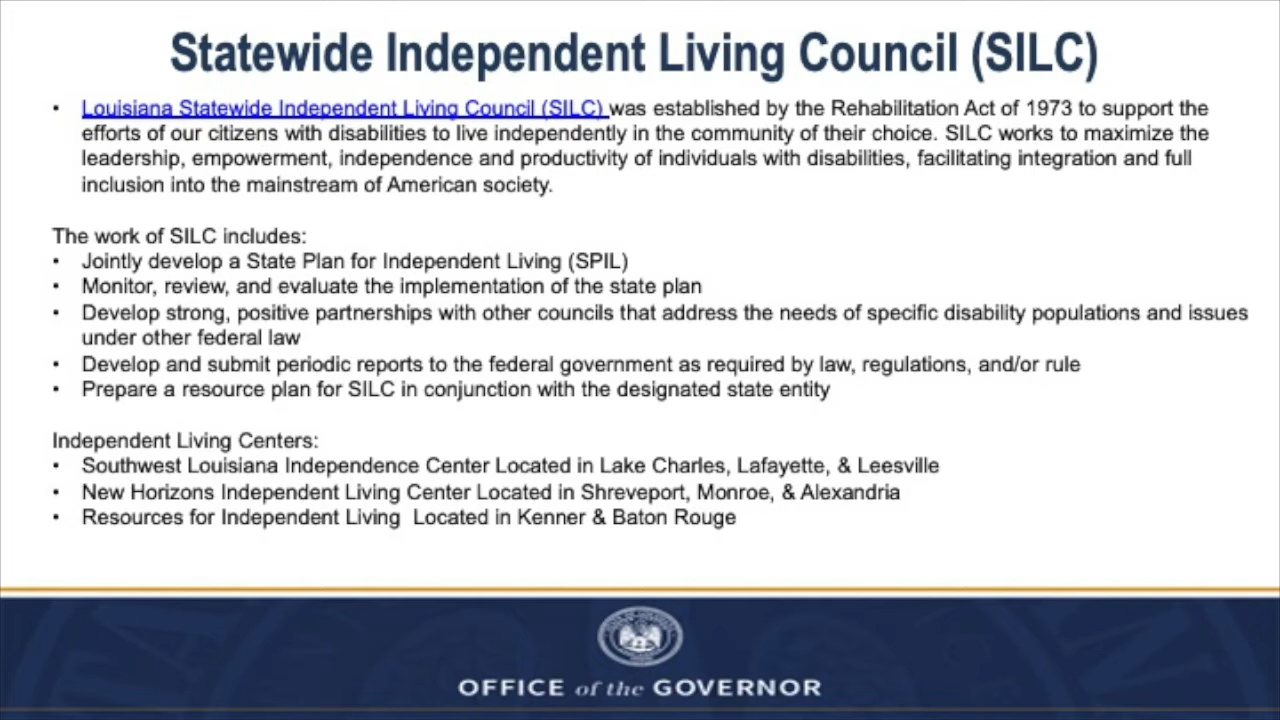 Statewide Independent Living Council (SILC)
• Louisiana Statewide Independent Living Council (SILC) was established by the Rehabilitation Act of 1973 to support the
efforts of our citizens with disabilities to live independently in the community of their choice. SILC works to maximize the
leadership, empowerment, independence and productivity of individuals with disabilities, facilitating integration and full
inclusion into the mainstream of American society.
The work of SILC includes:
• Jointly develop a State Plan for Independent Living (SPIL)
• Monitor, review, and evaluate the implementation of the state plan
• Develop strong, positive partnerships with other councils that address the needs of specific disability populations and issues
under other federal law
• Develop and submit periodic reports to the federal government as required by law, regulations, and/or rule
• Prepare a resource plan for SILC in conjunction with the designated state entity
Independent Living Centers:
• Southwest Louisiana Independence Center Located in Lake Charles, Lafayette, & Leesville
• New Horizons Independent Living Center Located in Shreveport, Monroe, & Alexandria
• Resources for Independent Living  Located in Kenner & Baton Rouge
OFFICE of the GOVERNOR